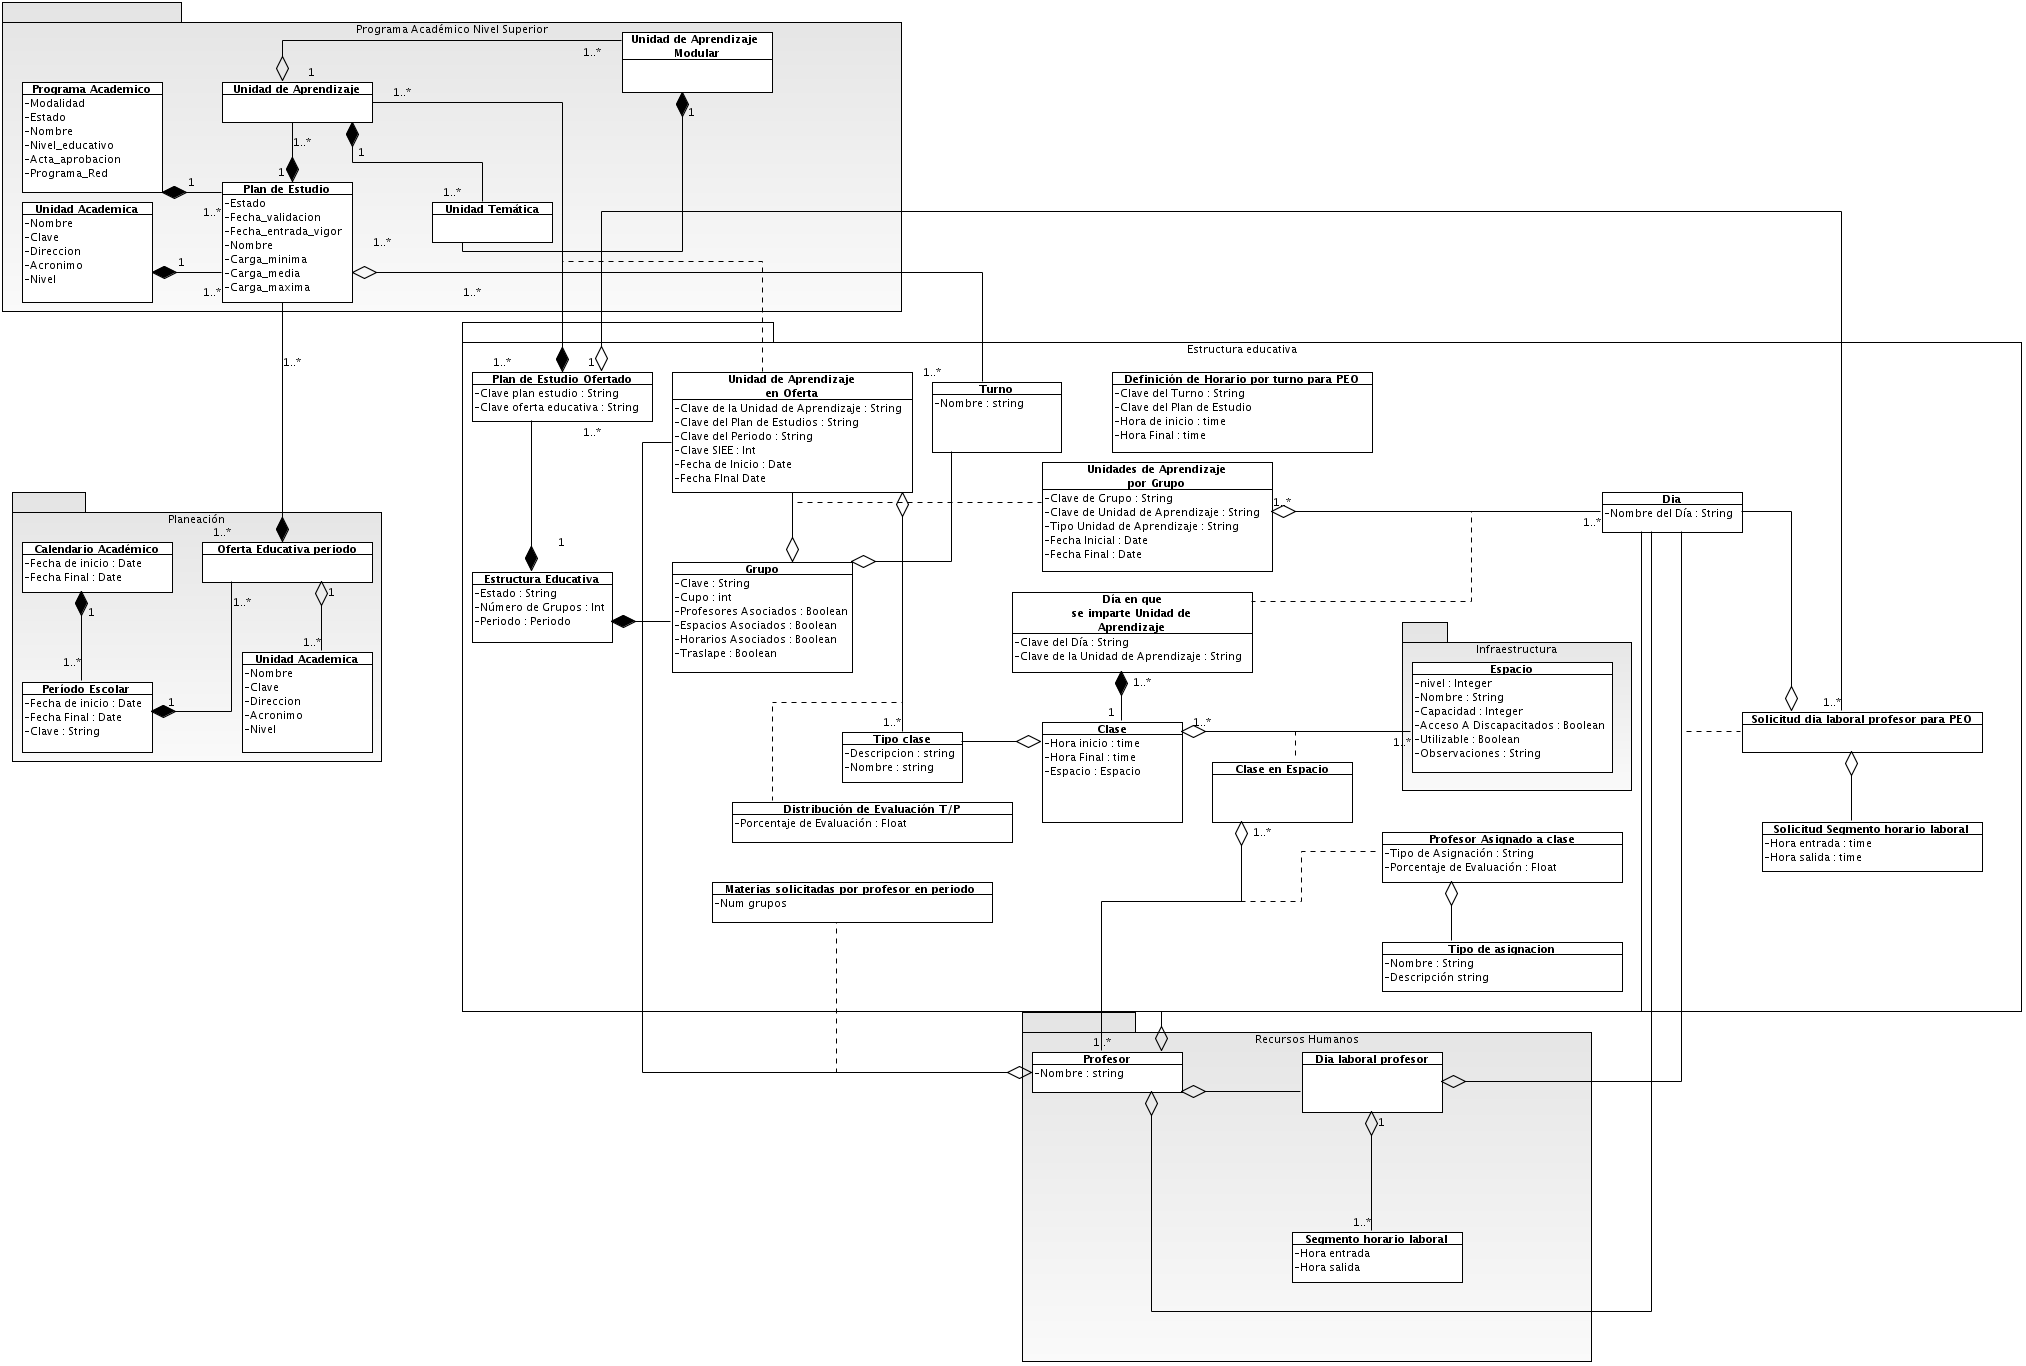 Programa Académico Nivel Superior
Unidad de Aprendizaje
Modular
1..*
1
1
Unidad de Aprendizaje
1..*
1..*
1
1
Programa Academico
-Modalidad
-Estado
-Nombre
-Nivel_educativo
-Acta_aprobacion
-Programa_Red
1
1..*
Plan de Estudio
-Estado
-Fecha_validacion
-Fecha_entrada_vigor
-Nombre
-Carga_minima
-Carga_media
-Carga_maxima
1..*
Unidad Temática
1..*
1..*
Unidad Academica
-Nombre
-Clave
-Direccion
-Acronimo
-Nivel
1
1..*
1..*
Estructura educativa
1..*
1
Plan de Estudio Ofertado
-Clave plan estudio : String
-Clave oferta educativa : String
1..*
Unidad de Aprendizaje
en Oferta
-Clave de la Unidad de Aprendizaje : String
-Clave del Plan de Estudios : String
-Clave del Periodo : String
-Clave SIEE : Int
-Fecha de Inicio : Date
-Fecha FInal Date
1..*
Turno
-Nombre : string
Definición de Horario por turno para PEO
-Clave del Turno : String
-Clave del Plan de Estudio
-Hora de inicio : time
-Hora Final : time
Unidades de Aprendizaje
por Grupo
-Clave de Grupo : String
-Clave de Unidad de Aprendizaje : String
-Tipo Unidad de Aprendizaje : String
-Fecha Inicial : Date
-Fecha Final : Date
1..*
1..*
Dia
-Nombre del Día : String
Planeación
Calendario Académico
-Fecha de inicio : Date
-Fecha Final : Date
1
1..*
1..*
Oferta Educativa periodo
1..*
1
1..*
Período Escolar
-Fecha de inicio : Date
-Fecha Final : Date
-Clave : String
1
Unidad Academica
-Nombre
-Clave
-Direccion
-Acronimo
-Nivel
1
Estructura Educativa
-Estado : String
-Número de Grupos : Int
-Periodo : Periodo
Grupo
-Clave : String
-Cupo : int
-Profesores Asociados : Boolean
-Espacios Asociados : Boolean
-Horarios Asociados : Boolean
-Traslape : Boolean
Día en que
se imparte Unidad de
Aprendizaje
-Clave del Día : String
-Clave de la Unidad de Aprendizaje : String
1..*
1
Infraestructura
Espacio
-nivel : Integer
-Nombre : String
-Capacidad : Integer
-Acceso A Discapacitados : Boolean
-Utilizable : Boolean
-Observaciones : String
1..*
Solicitud dia laboral profesor para PEO
1..*
Tipo clase
-Descripcion : string
-Nombre : string
Clase
-Hora inicio : time
-Hora Final : time
-Espacio : Espacio
1..*
1..*
Clase en Espacio
1..*
Distribución de Evaluación T/P
-Porcentaje de Evaluación : Float
Profesor Asignado a clase
-Tipo de Asignación : String
-Porcentaje de Evaluación : Float
Solicitud Segmento horario laboral
-Hora entrada : time
-Hora salida : time
Materias solicitadas por profesor en periodo
-Num grupos
Tipo de asignacion
-Nombre : String
-Descripción string
Recursos Humanos
1..*
Profesor
-Nombre : string
Dia laboral profesor
1
1..*
Segmento horario laboral
-Hora entrada
-Hora salida